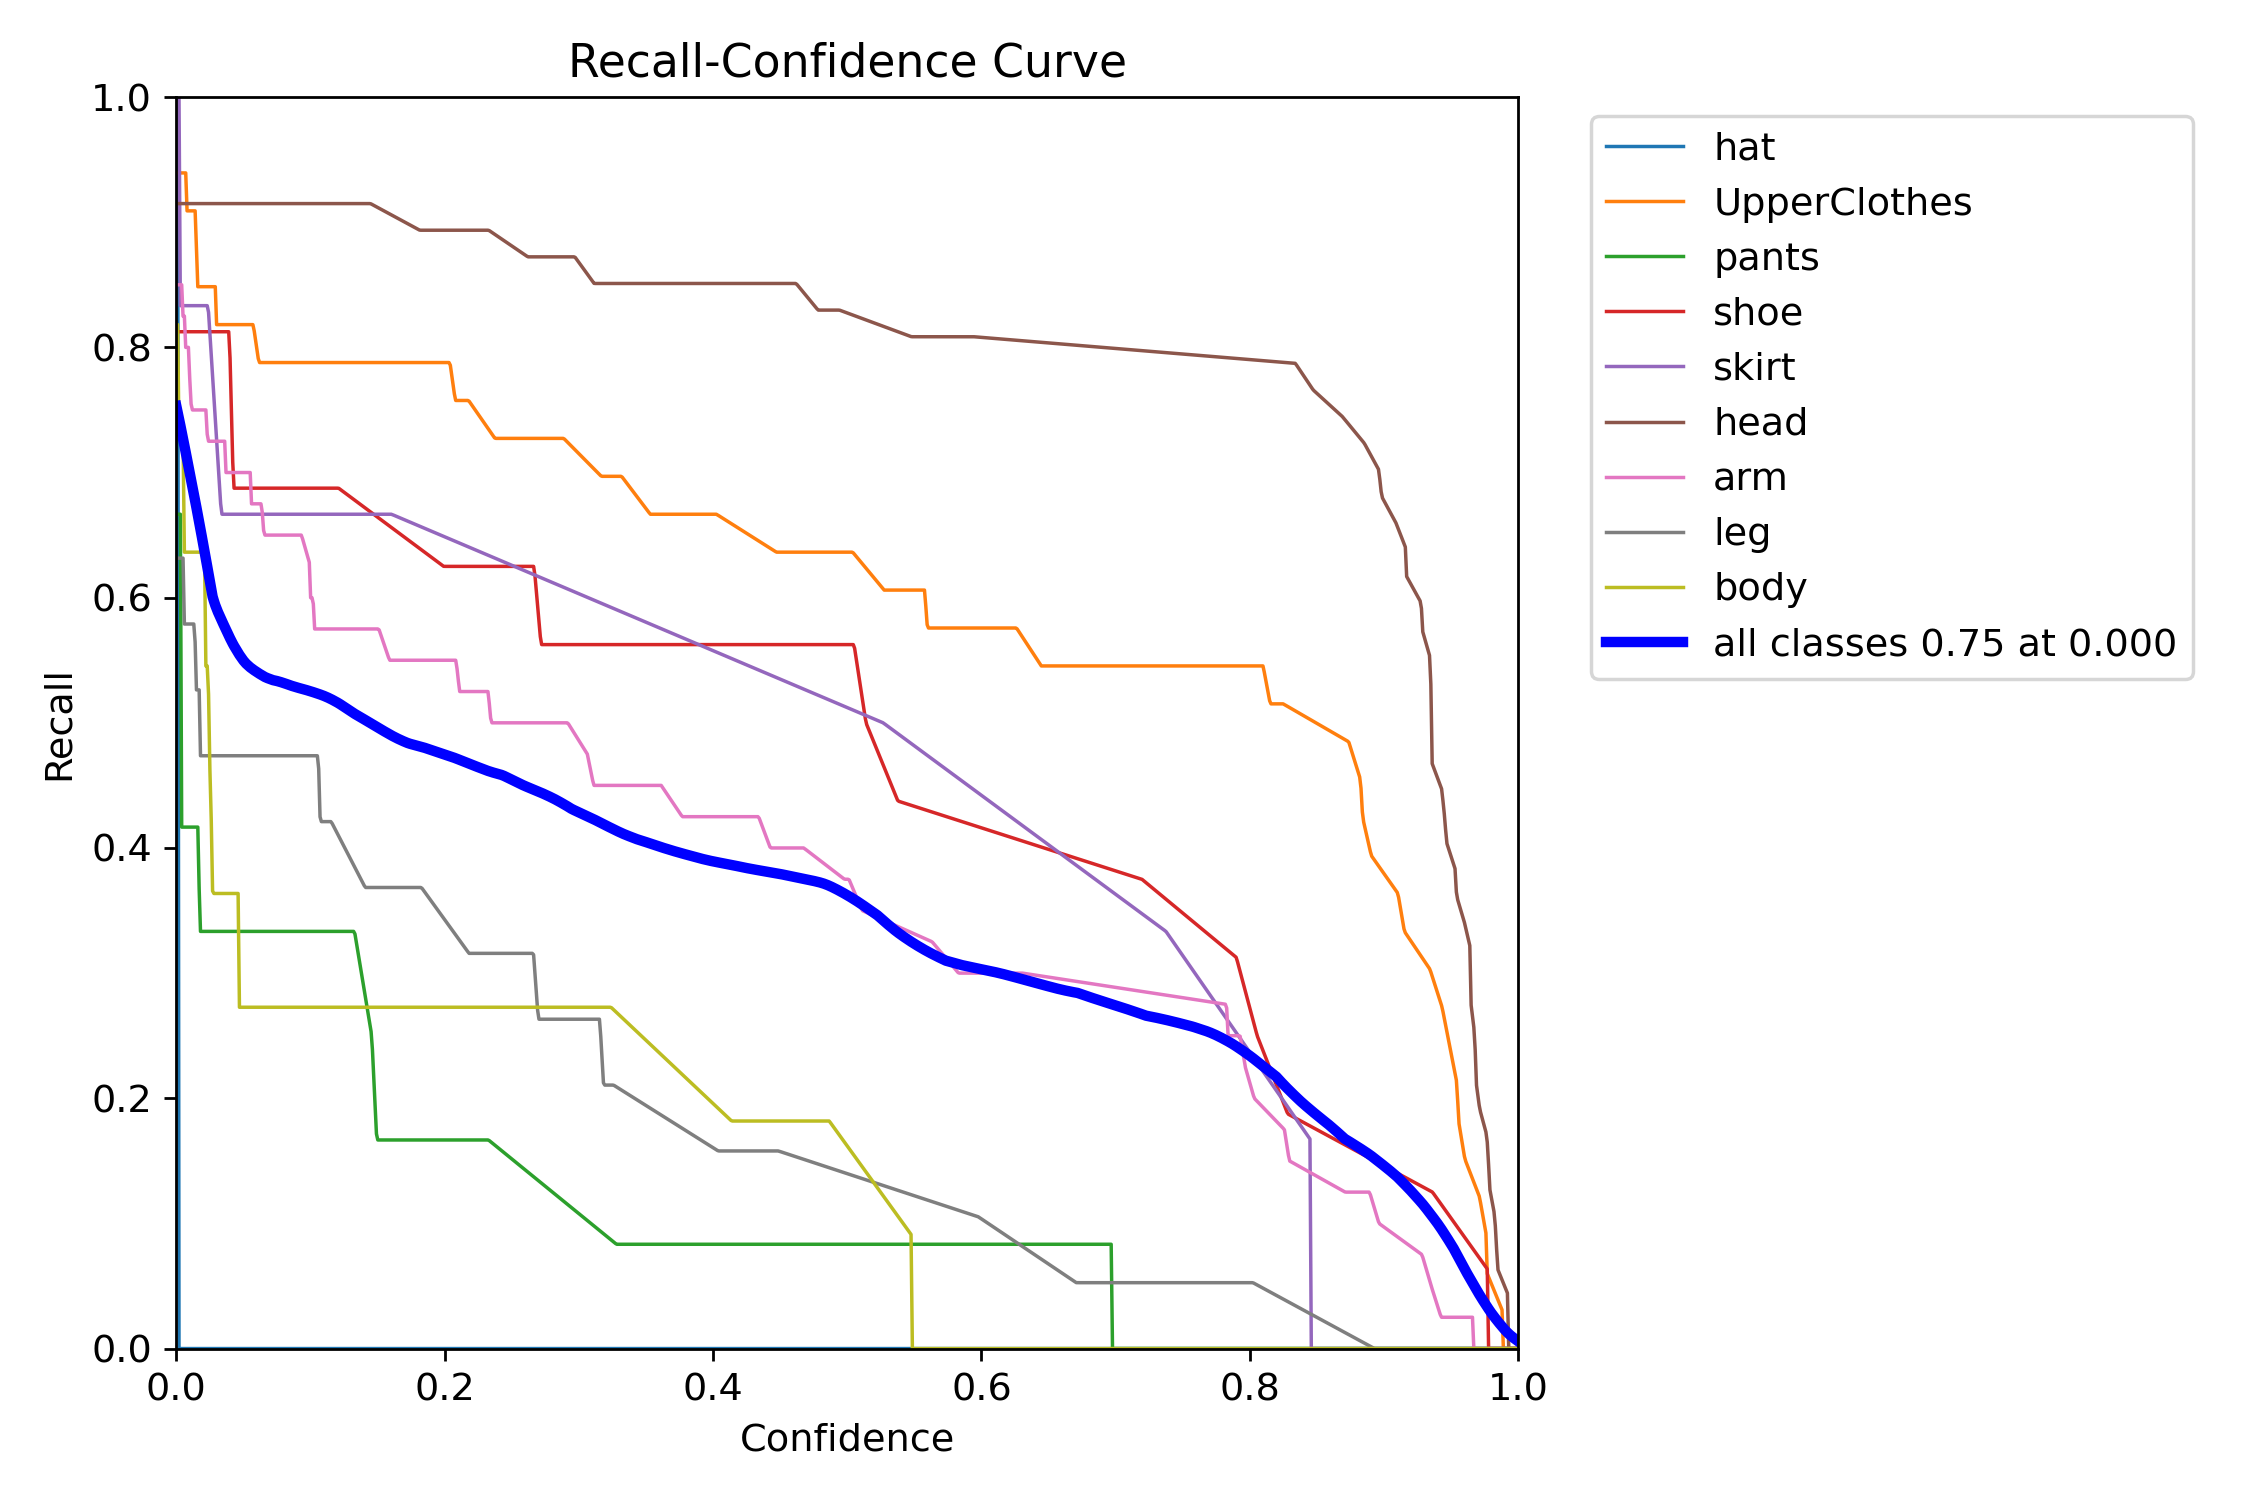 Recall-Confidence Curve
1.0
0.8
0.6
0.4
0.2
0.0
Recall
0.0 0.2 0.4 0.6 0.8 1.0
Confidence
hat
UpperClothes
pants
shoe
skirt
head
arm
leg
body
all classes 0.75 at 0.000